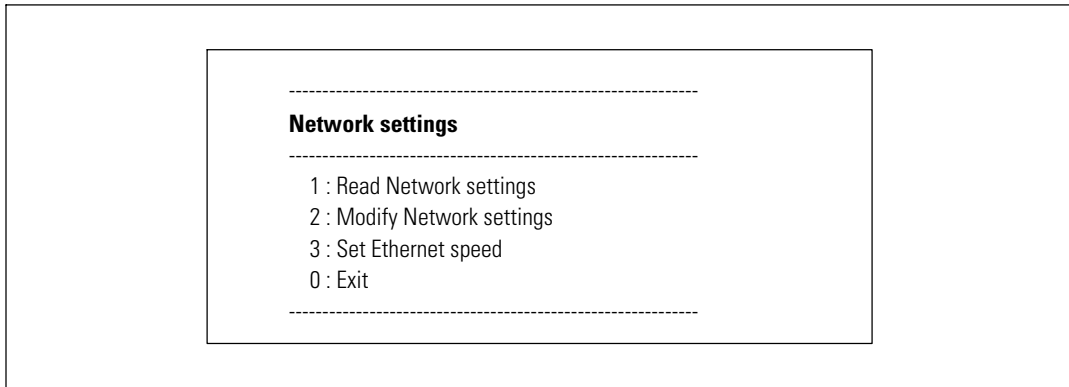 -------------------------------------------------------------
Network settings
-------------------------------------------------------------
1 : Read Network settings
2 : Modify Network settings
3 : Set Ethernet speed
0 : Exit
-------------------------------------------------------------